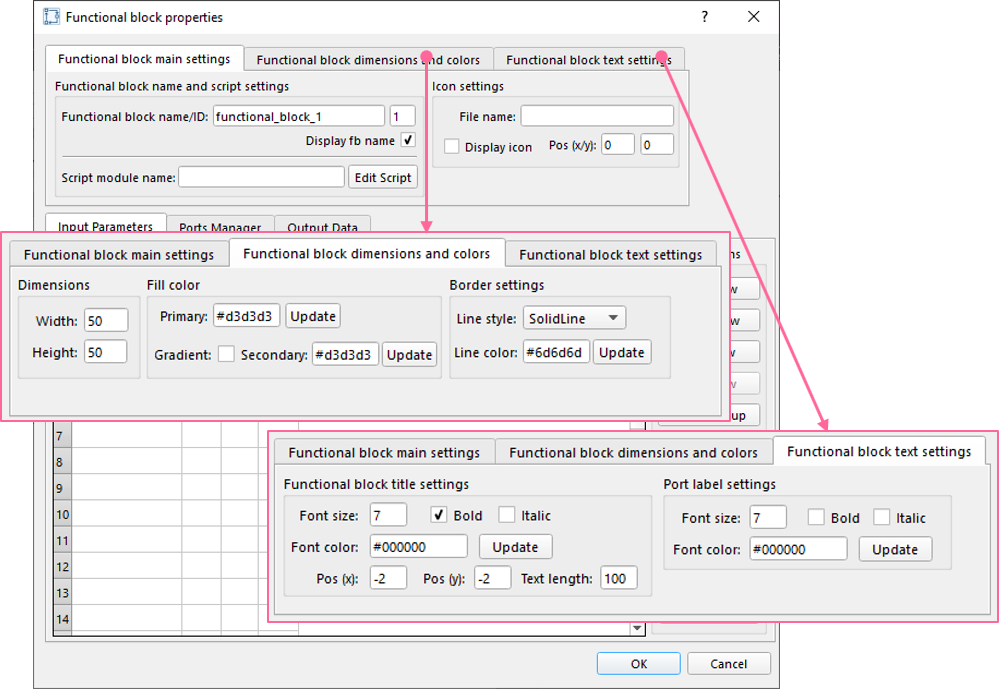 Functional block properties
?
Functional block main settings Functional block dimensions and colors Functional block text settings
Functional block name and script settings Icon settings
Functional block name/ID: functional_block_1 1 File name:
Display fb name Display icon Pos (x/y): 0 0
Script module name: Edit Script
Input Parameters Ports Manager Output Data
Functional block main settings Functional block dimensions and colors Functional block text settings
Dimensions Fill color Border settings
Width: 50 Primary: #d3d3d3 Update Line style: SolidLine
Height: 50 Gradient: Secondary: #d3d3d3 Update Line color: #6d6d6d Update
7
8
9
10
11
12
13
14
Functional block main settings Functional block dimensions and colors Functional block text settings
Functional block title settings Port label settings
Font size: 7 Bold Italic Font size: 7 Bold Italic
Font color: #000000 Update Font color: #000000 Update
Pos (x): -2 Pos (y): -2 Text length: 100
OK Cancel